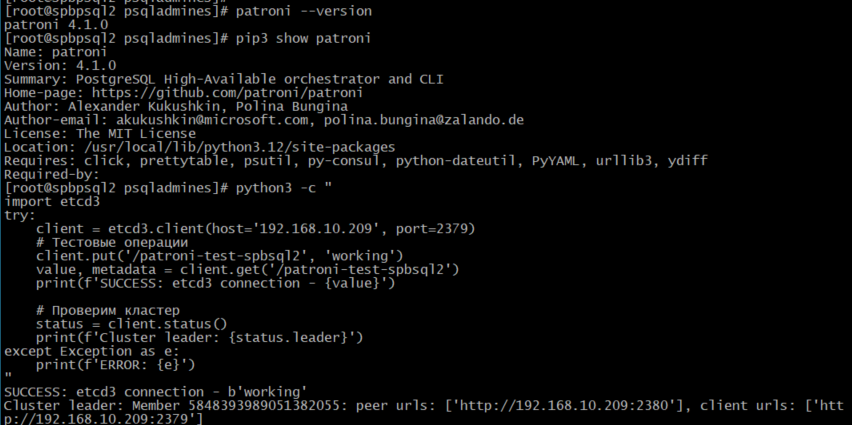 [root@spbpsql2 psqladmines]# patroni --version
patroni 4.1.0
[root@spbpsql2 psqladmines]# pip3 show patroni
Name: patroni
Version: 4.1.0
Summary: PostgreSQL High-Available orchestrator and CLI
Home-page: https://github.com/patroni/patroni
Author: Alexander Kukushkin, Polina Bungina
Author-email: akukushkin@microsoft.com, polina.bungina@zalando.de
License: The MIT License
Location: /usr/local/lib/python3.12/site-packages
Requires: click, prettytable, psutil, py-consul, python-dateutil, PyYAML, urllib3, ydiff
Required-by:
[root@spbpsql2 psqladmines]# python3 -c "
import etcd3
try:
    client = etcd3.client(host='192.168.10.209', port=2379)
    # Тестовые операции
    client.put('/patroni-test-spbsql2', 'working')
    value, metadata = client.get('/patroni-test-spbsql2')
    print(f'SUCCESS: etcd3 connection - {value}')

    # Проверим кластер
    status = client.status()
    print(f'Cluster leader: {status.leader}')
except Exception as e:
    print(f'ERROR: {e}')
"
SUCCESS: etcd3 connection - b'working'
Cluster leader: Member 5848393989051382055: peer urls: ['http://192.168.10.209:2380'], client urls: ['htt
p://192.168.10.209:2379']